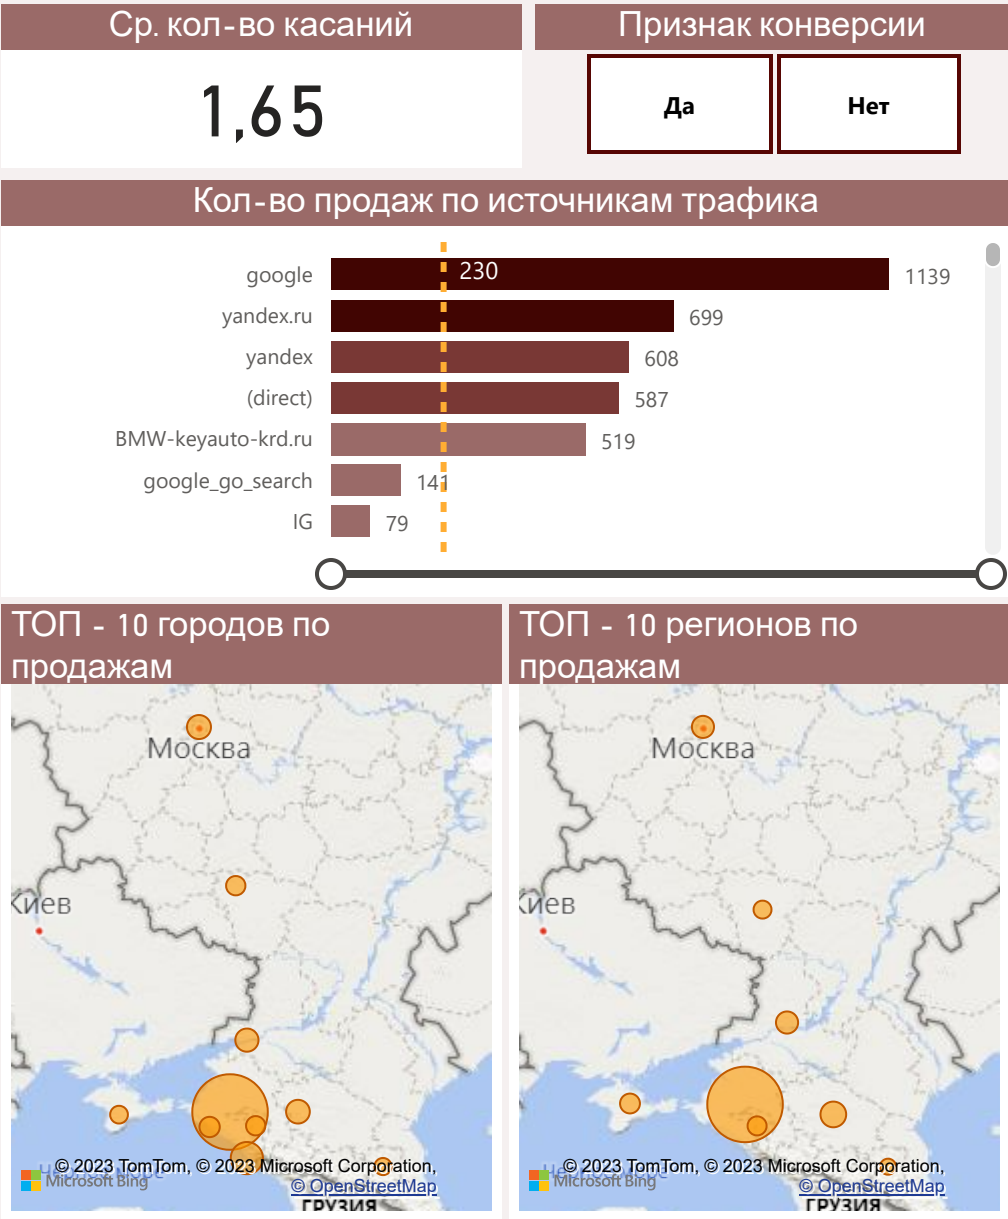 Ср. кол-во касаний
Признак конверсии
1,65
Да
Нет
Кол-во продаж по источникам трафика
google
230
1139
yandex.ru
699
yandex
608
(direct)
587
BMW-keyauto-krd.ru
519
google_go_search
141
IG
79
ТОП - 10 городов по
продажам
ТОП - 10 регионов по
продажам
Москва
Киев
© 2023 TomTom, © 2023 Microsoft Corporation,
Microsoft Bing
© OpenStreetMap
ГРУЗИЯ
Москва
Киев
© 2023 TomTom, © 2023 Microsoft Corporation,
Microsoft Bing
© OpenStreetMap
ГРУЗИЯ